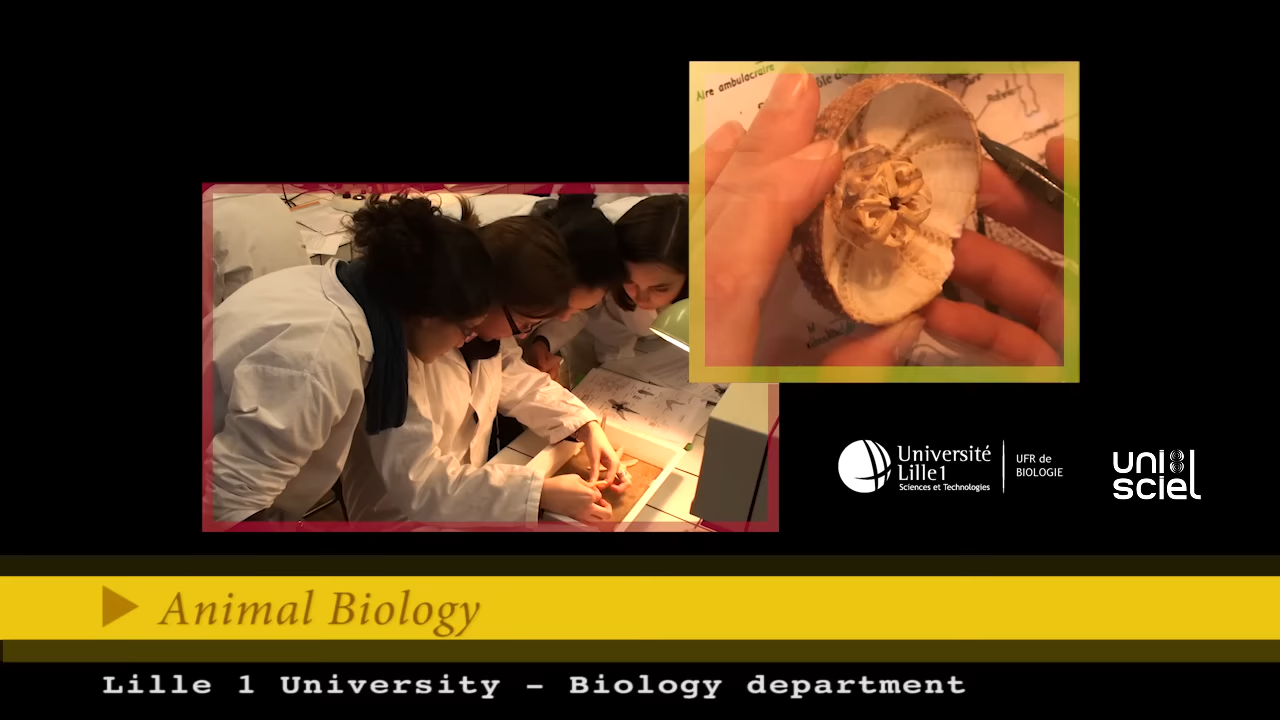 Aire ambulacraire
Université
Lille1
Sciences et Technologies
UFR de
BIOLOGIE
uni
sciel
Animal Biology
Lille 1 University - Biology department